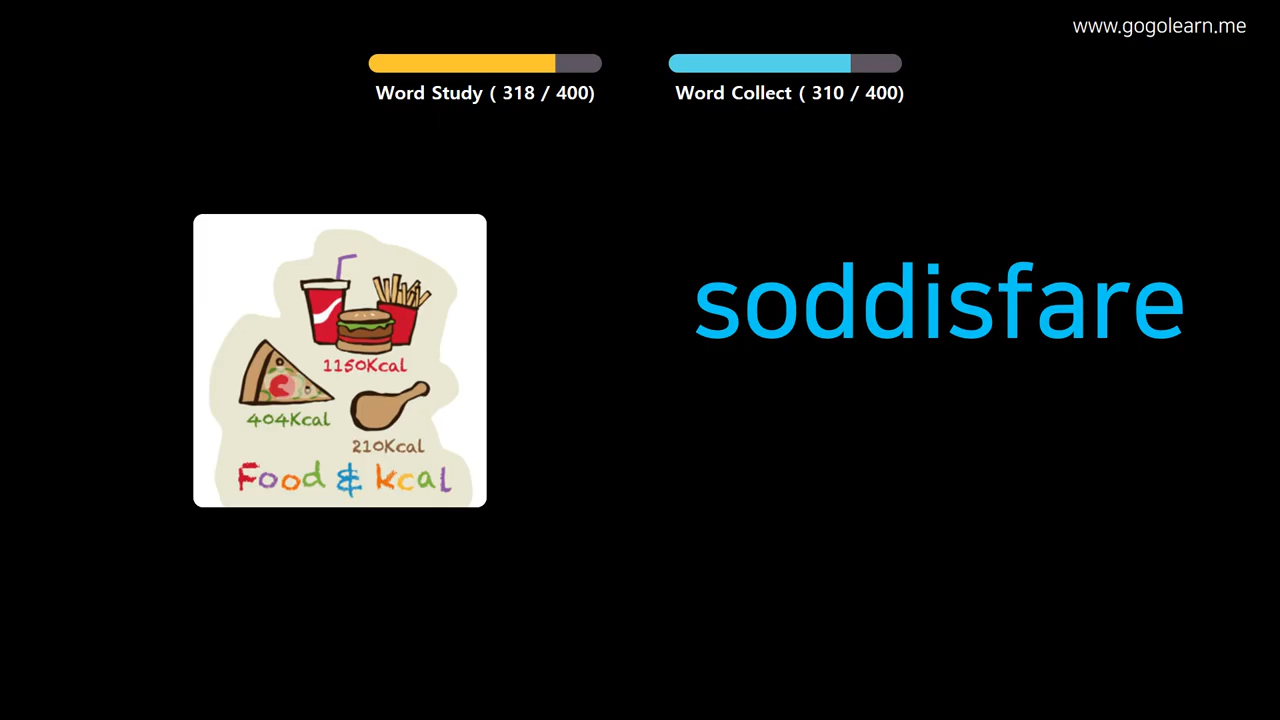 www.gogolearn.me
Word Study ( 318 / 400)
Word Collect ( 310 / 400)
soddisfare
1150Kcal
404Kcal
210Kcal
Food & kcal